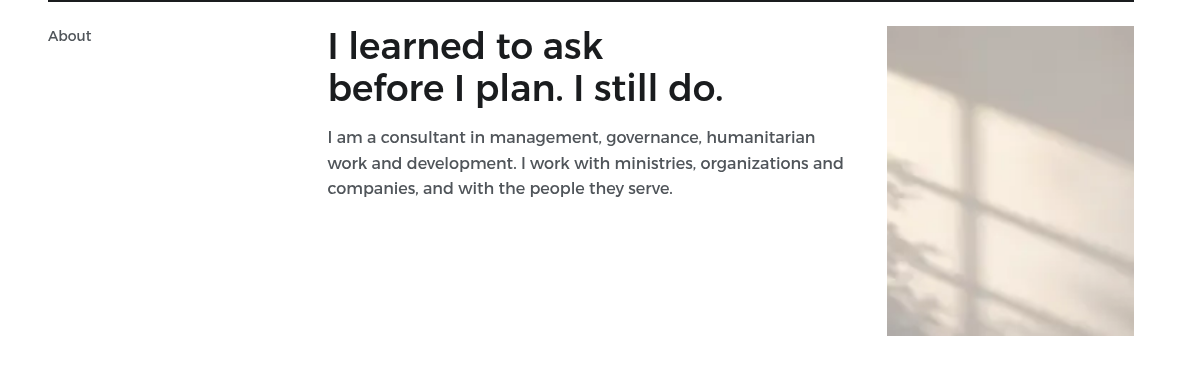 About
I learned to ask
before I plan. I still do.
I am a consultant in management, governance, humanitarian
work and development. I work with ministries, organizations and
companies, and with the people they serve.